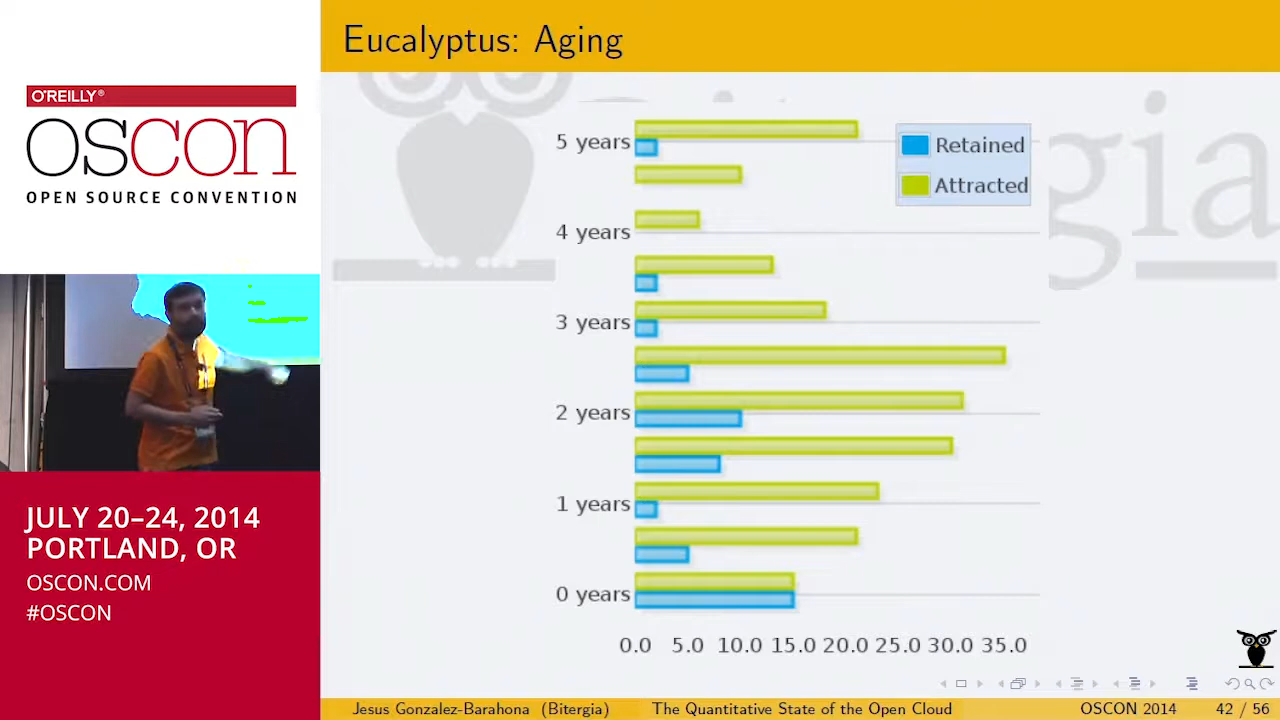 O'REILLY®
OSCON
OPEN SOURCE CONVENTION
JULY 20–24, 2014
PORTLAND, OR
OSCON.COM
#OSCON
Eucalyptus: Aging
5 years
4 years
3 years
2 years
1 years
0 years
0.0 5.0 10.0 15.0 20.0 25.0 30.0 35.0
Retained
Attracted
gia
Jesus Gonzalez-Barahona (Bitergia) The Quantitative State of the Open Cloud OSCON 2014 42 / 56